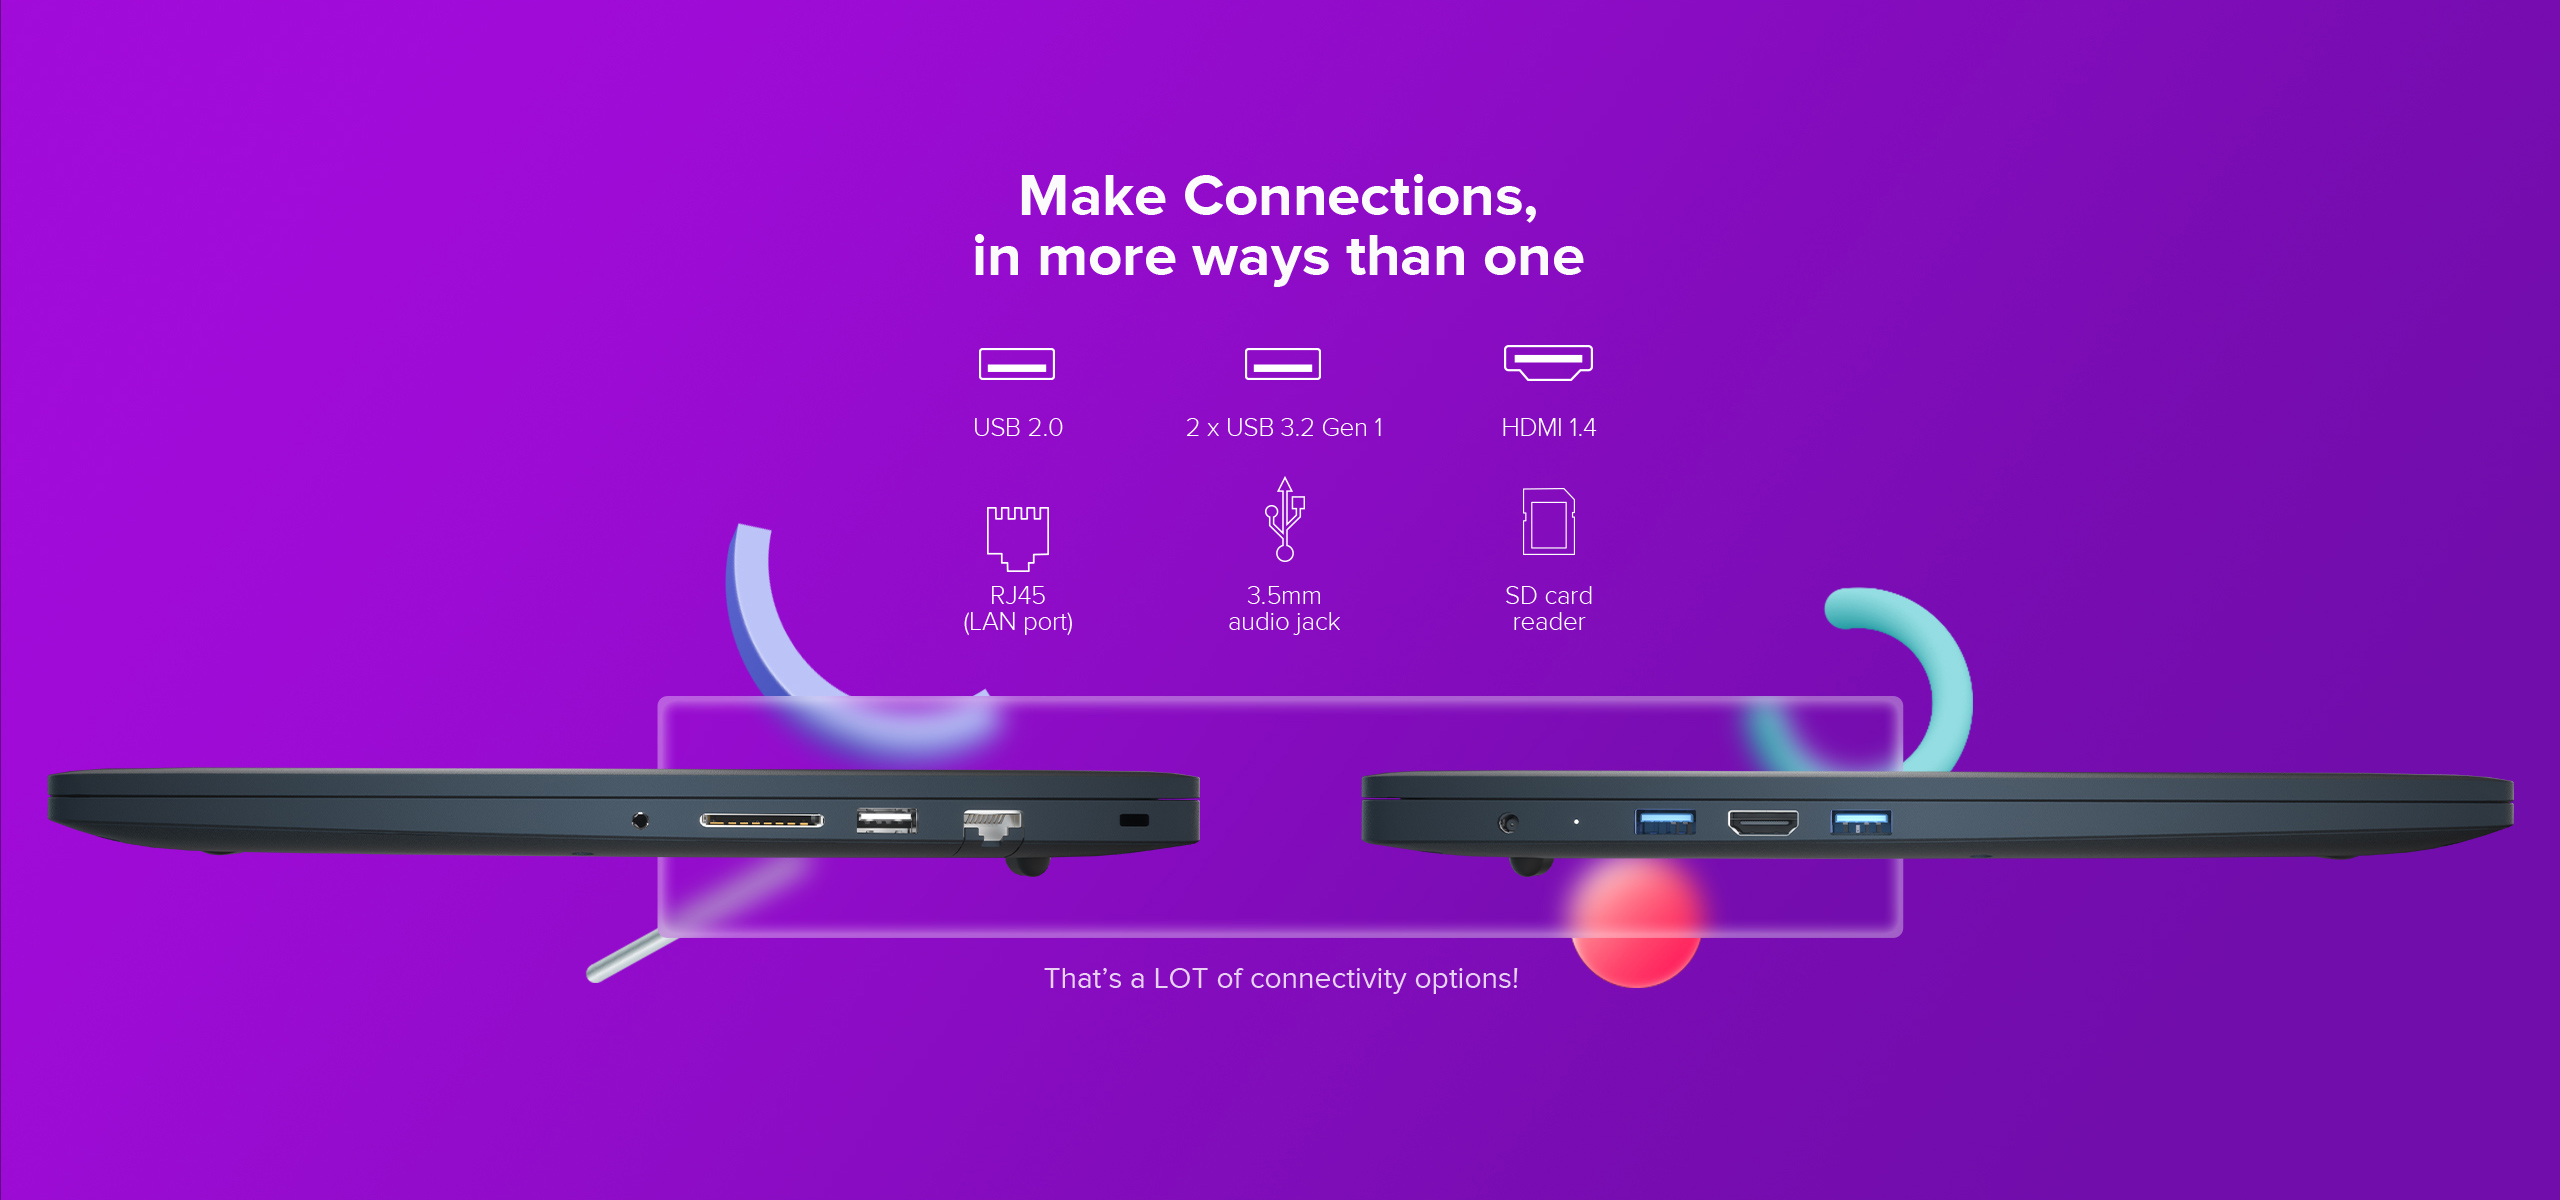 Make Connections,
in more ways than one
USB 2.0
2 x USB 3.2 Gen 1
HDMI 1.4
RJ45
(LAN port)
3.5mm
audio jack
SD card
reader
That's a LOT of connectivity options!